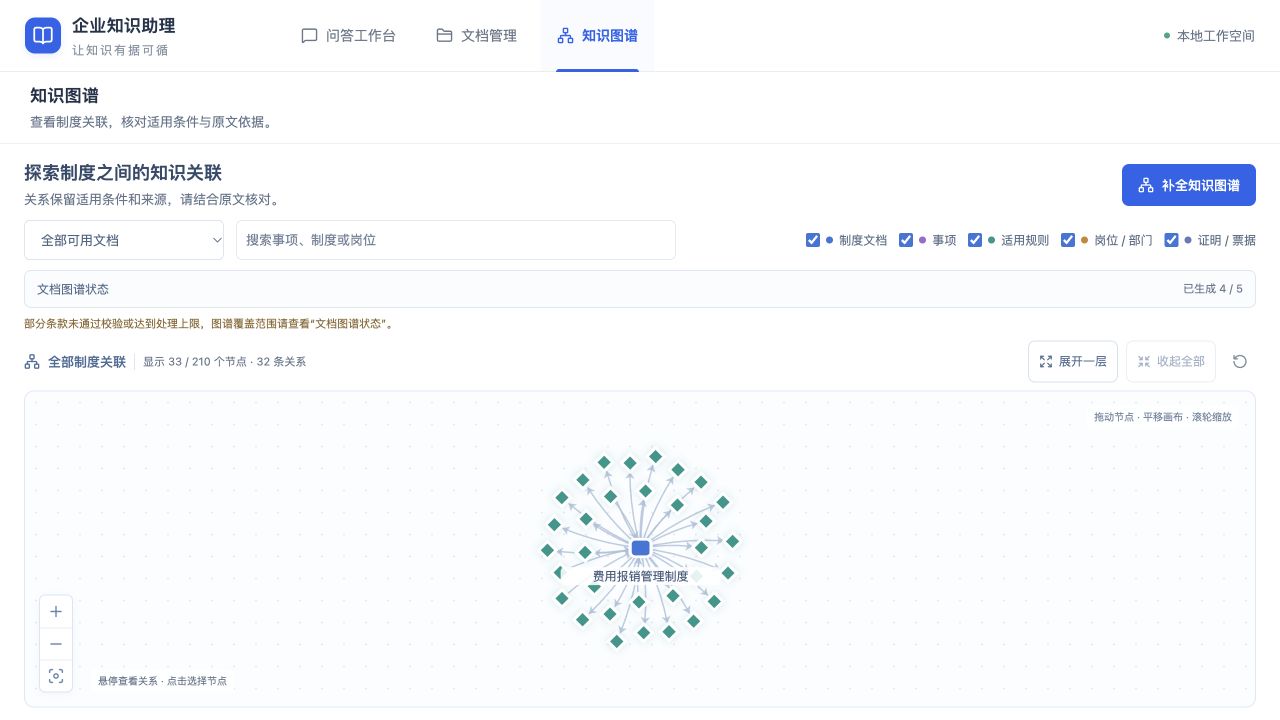 企业知识助理
让知识有据可循
问答工作台
文档管理
知识图谱
本地工作空间
知识图谱
查看制度关联，核对适用条件与原文依据。
探索制度之间的知识关联
关系保留适用条件和来源，请结合原文核对。
补全知识图谱
全部可用文档
搜索事项、制度或岗位
制度文档
事项
适用规则
岗位 / 部门
证明 / 票据
文档图谱状态
已生成 4 / 5
部分条款未通过校验或达到处理上限，图谱覆盖范围请查看“文档图谱状态”。
全部制度关联
显示 33 / 210 个节点 · 32 条关系
展开一层
收起全部
拖动节点 · 平移画布 · 滚轮缩放
费用报销管理制度
悬停查看关系 · 点击选择节点